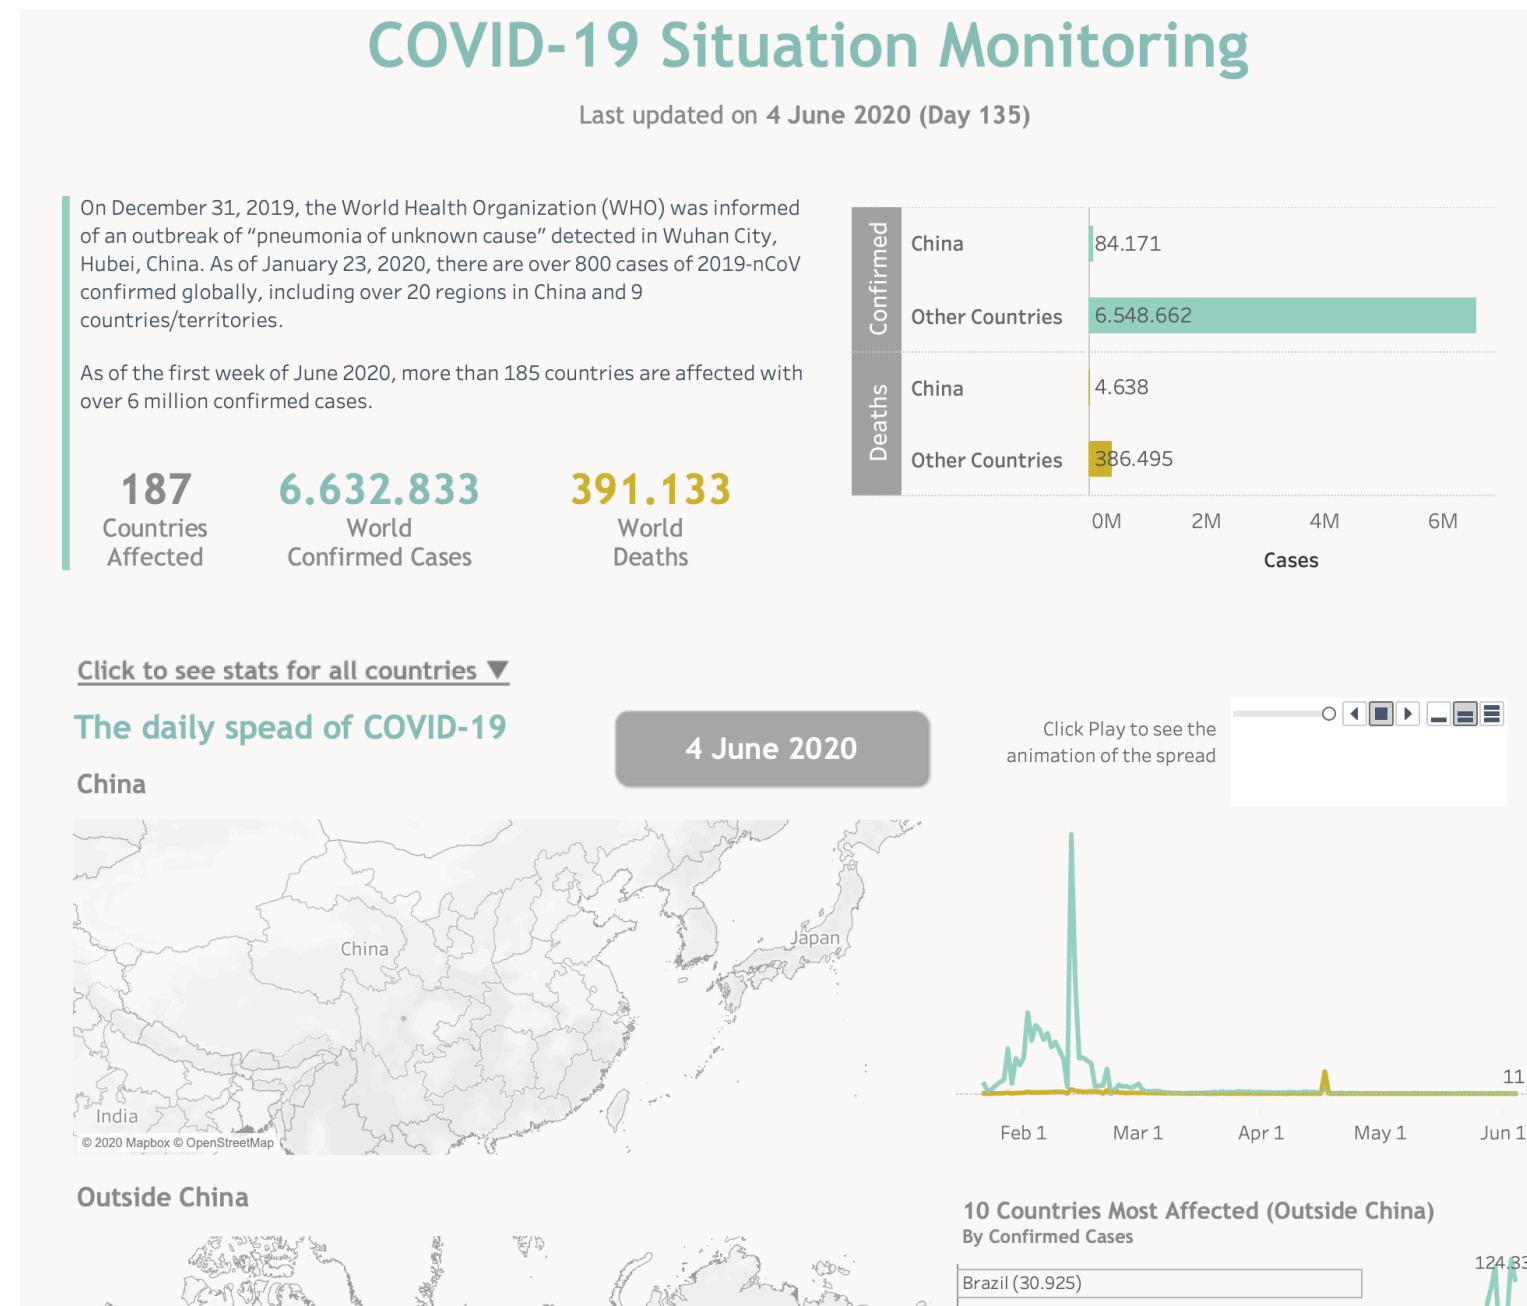 COVID-19 Situation Monitoring
Last updated on 4 June 2020 (Day 135)
On December 31, 2019, the World Health Organization (WHO) was informed
of an outbreak of “pneumonia of unknown cause” detected in Wuhan City,
Hubei, China. As of January 23, 2020, there are over 800 cases of 2019-nCoV
confirmed globally, including over 20 regions in China and 9
countries/territories.
As of the first week of June 2020, more than 185 countries are affected with
over 6 million confirmed cases.
187
Countries
Affected
6.632.833
World
Confirmed Cases
391.133
World
Deaths
Confirmed
China
84.171
Other Countries
6.548.662
Deaths
China
4.638
Other Countries
386.495
0M 2M 4M 6M
Cases
Click to see stats for all countries ▼
The daily spead of COVID-19
4 June 2020
Click Play to see the
animation of the spread
China
China
Japan
India
© 2020 Mapbox © OpenStreetMap
11
Feb 1 Mar 1 Apr 1 May 1 Jun 1
Outside China
10 Countries Most Affected (Outside China)
By Confirmed Cases
Brazil (30.925)